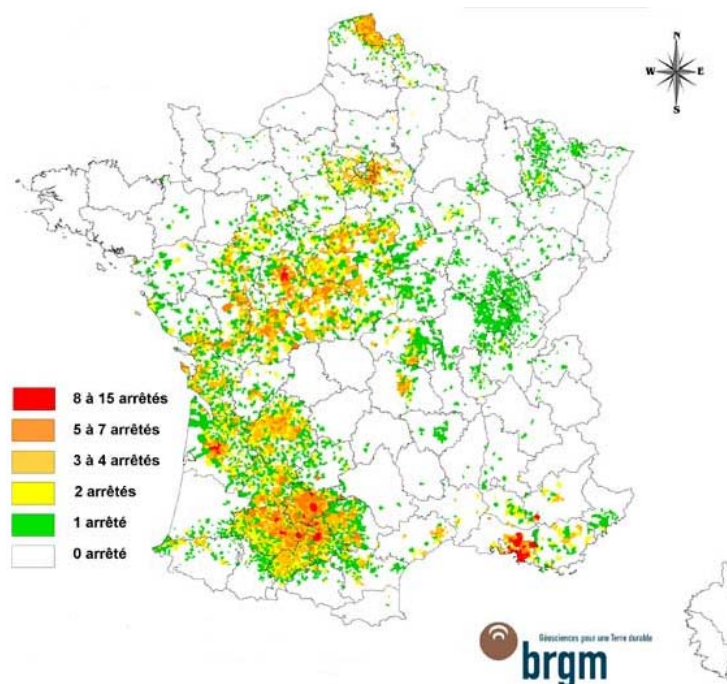 N
W E
S
8 à 15 arrêtés
5 à 7 arrêtés
3 à 4 arrêtés
2 arrêtés
1 arrêté
0 arrêté
Géosciences pour une Terre durable
brgm